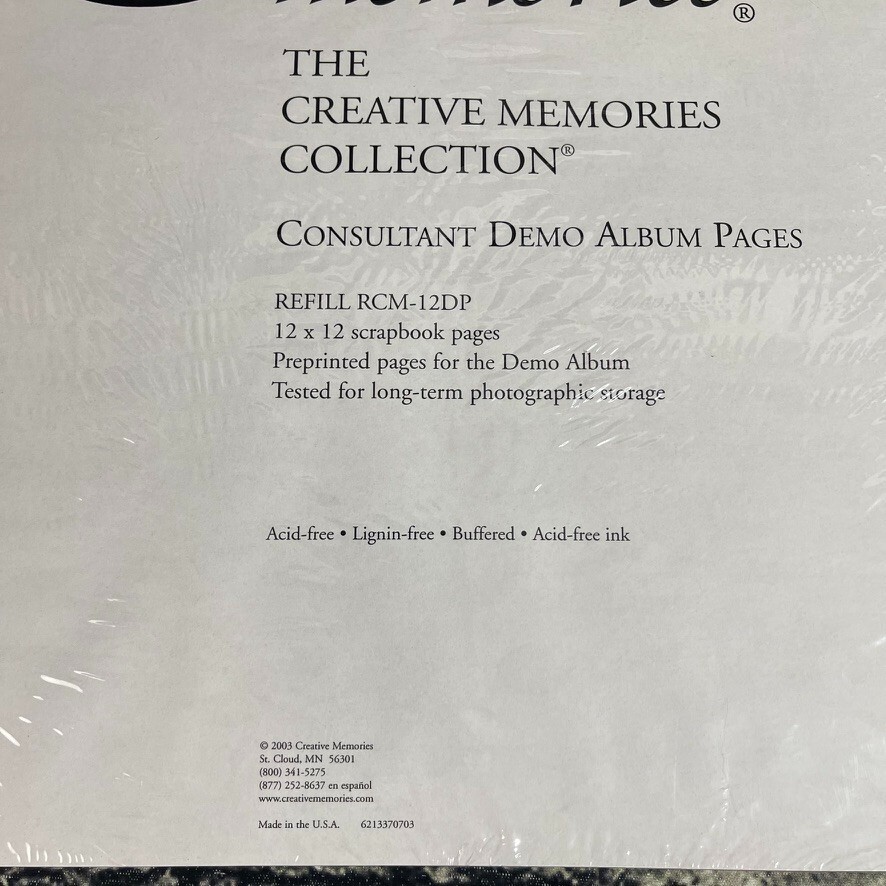 memories®
THE
CREATIVE MEMORIES
COLLECTION®
CONSULTANT DEMO ALBUM PAGES
REFILL RCM-12DP
12 x 12 scrapbook pages
Preprinted pages for the Demo Album
Tested for long-term photographic storage
Acid-free • Lignin-free • Buffered • Acid-free ink
© 2003 Creative Memories
St. Cloud, MN 56301
(800) 341-5275
(877) 252-8637 en español
www.creativememories.com
Made in the U.S.A. 6213370703